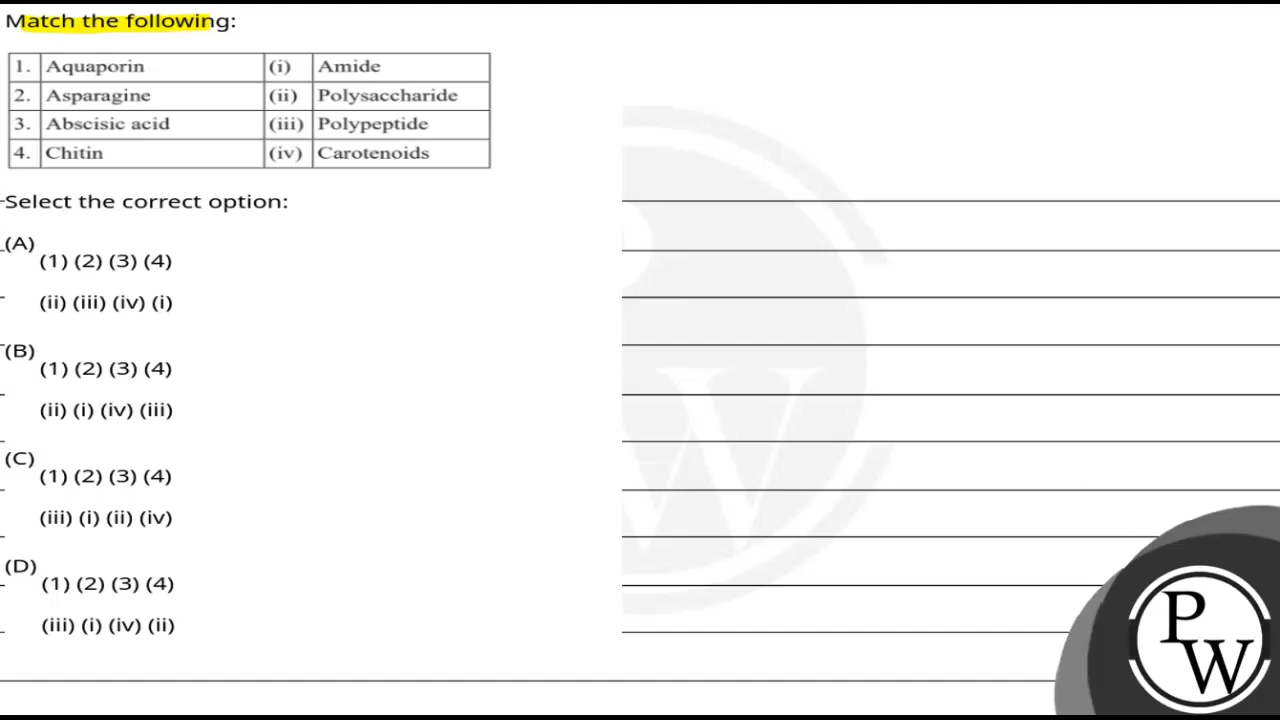 Match the following:
1. Aquaporin (i) Amide
2. Asparagine (ii) Polysaccharide
3. Abscisic acid (iii) Polypeptide
4. Chitin (iv) Carotenoids
Select the correct option:
(A)
(1) (2) (3) (4)
(ii) (iii) (iv) (i)
(B)
(1) (2) (3) (4)
(ii) (i) (iv) (iii)
(C)
(1) (2) (3) (4)
(iii) (i) (ii) (iv)
(D)
(1) (2) (3) (4)
(iii) (i) (iv) (ii)
W
P
W